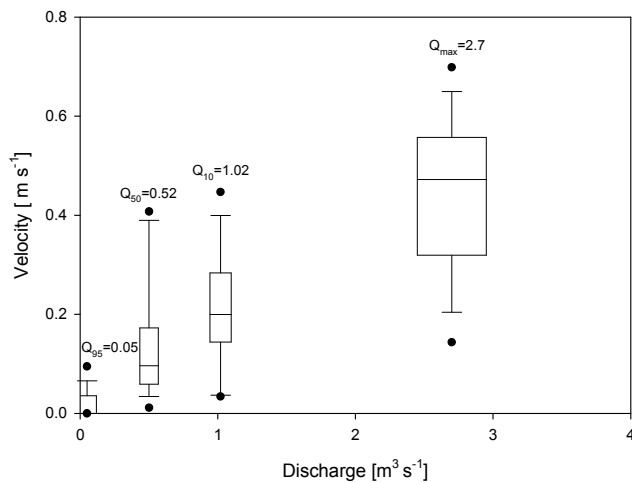 0.8
0.6
0.4
0.2
0.0
Velocity [ m s⁻¹]
Q₉₅=0.05
Q₅₀=0.52
Q₁₀=1.02
Qₘₐₓ=2.7
0 1 2 3 4
Discharge [m³ s⁻¹]